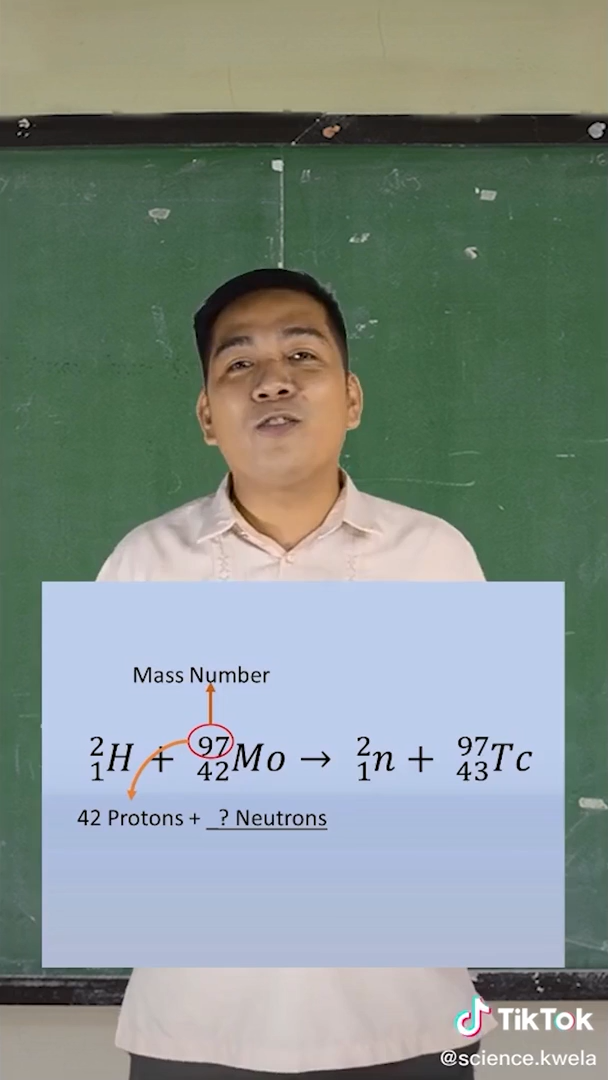 Mass Number
²₁H + ⁹⁷₄₂Mo → ²₁n + ⁹⁷₄₃Tc
42 Protons + _? Neutrons
TikTok
@science.kwela